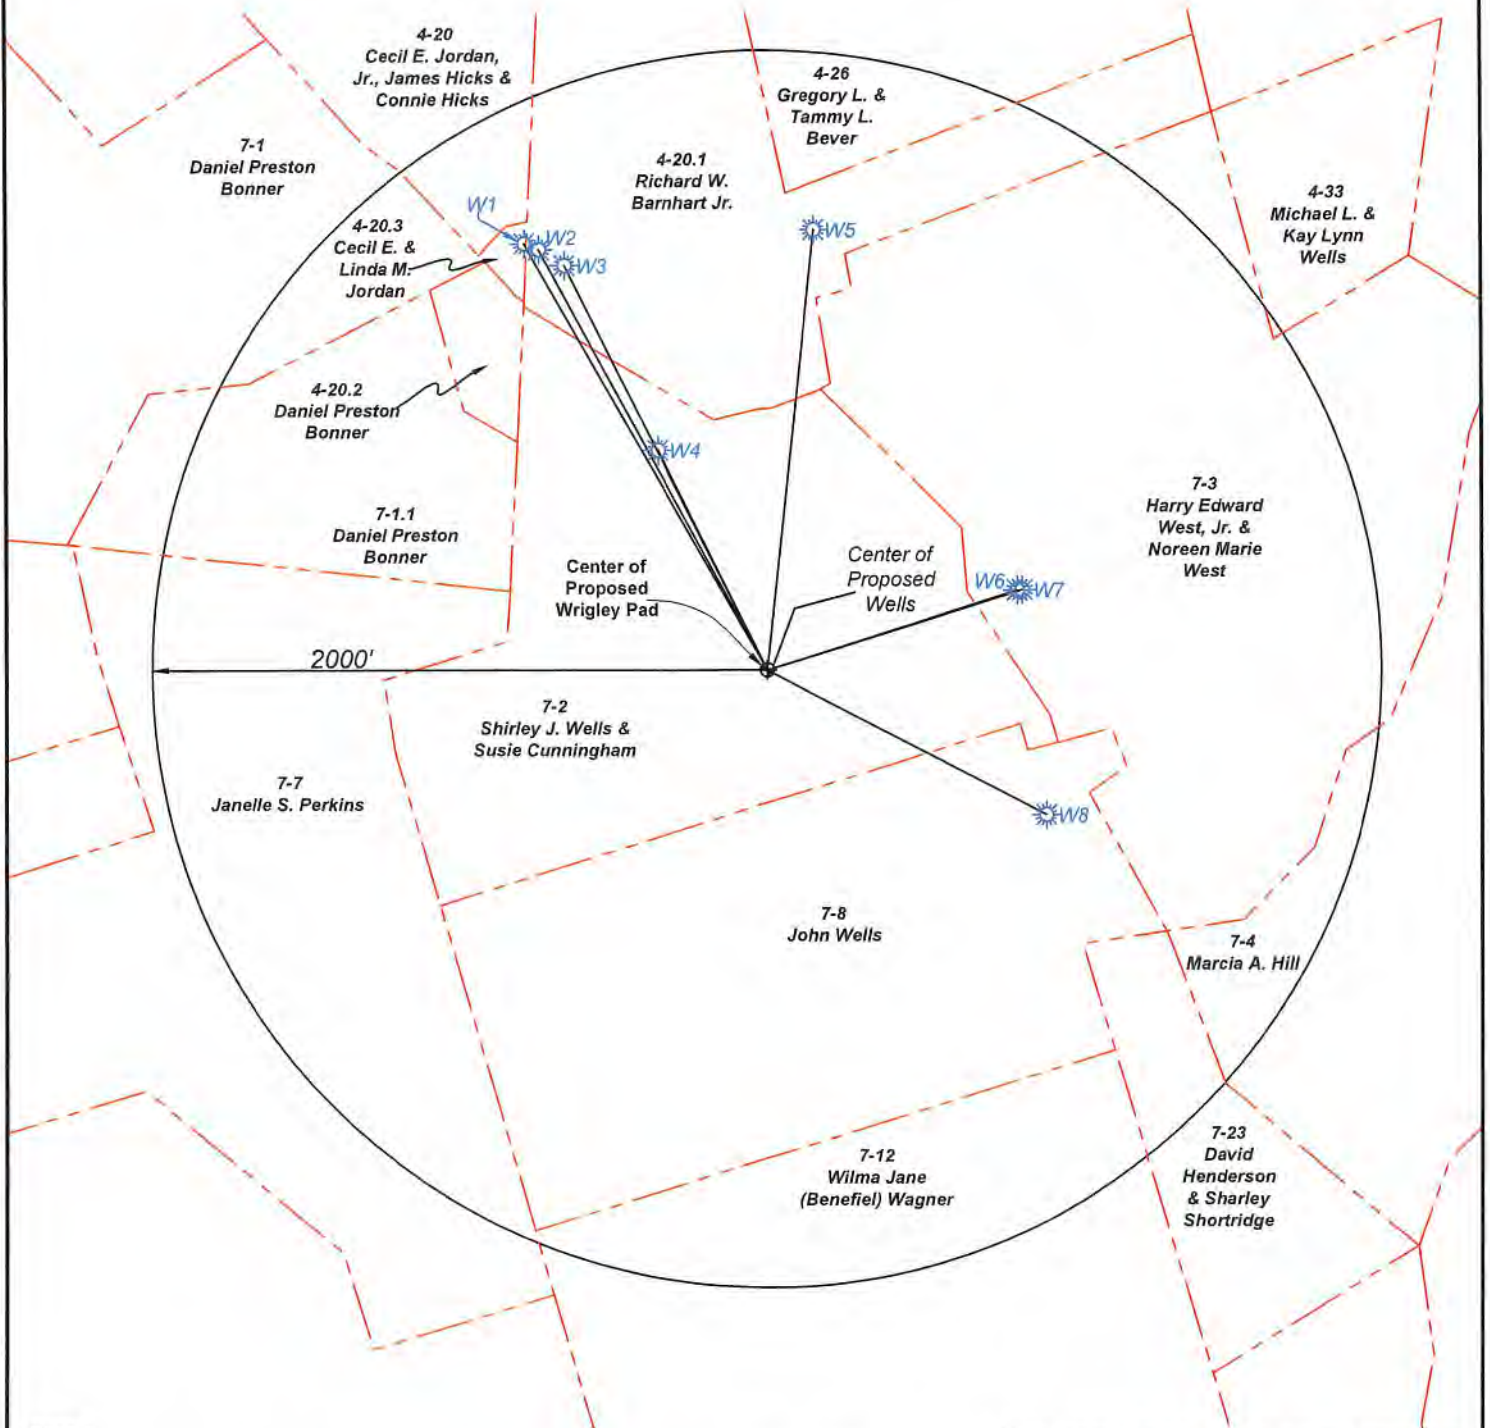 4-20
Cecil E. Jordan,
Jr., James Hicks &
Connie Hicks
4-26
Gregory L. &
Tammy L.
Bever
7-1
Daniel Preston
Bonner
4-20.1
Richard W.
Barnhart Jr.
4-33
Michael L. &
Kay Lynn
Wells
W1
4-20.3
Cecil E. &
Linda M.
Jordan
W2
W3
W5
4-20.2
Daniel Preston
Bonner
W4
7-3
Harry Edward
West, Jr. &
Noreen Marie
West
7-1.1
Daniel Preston
Bonner
Center of
Proposed
Wrigley Pad
Center of
Proposed
Wells
W6
W7
2000'
7-2
Shirley J. Wells &
Susie Cunningham
7-7
Janelle S. Perkins
W8
7-8
John Wells
7-4
Marcia A. Hill
7-12
Wilma Jane
(Benefiel) Wagner
7-23
David
Henderson
& Sharley
Shortridge